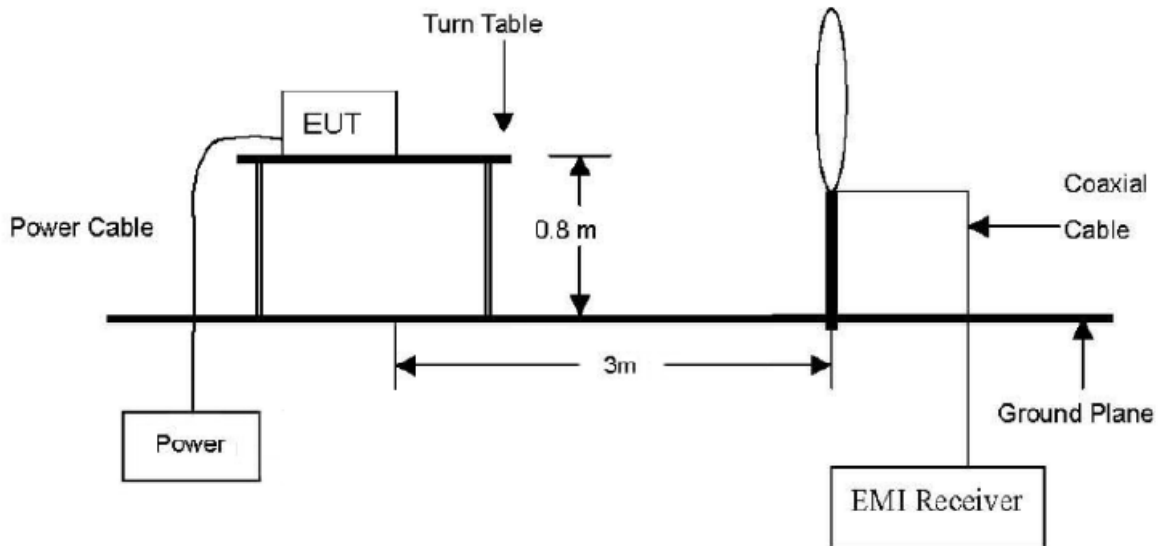 Turn Table
EUT
Coaxial
Cable
Power Cable
0.8 m
3m
Ground Plane
Power
EMI Receiver